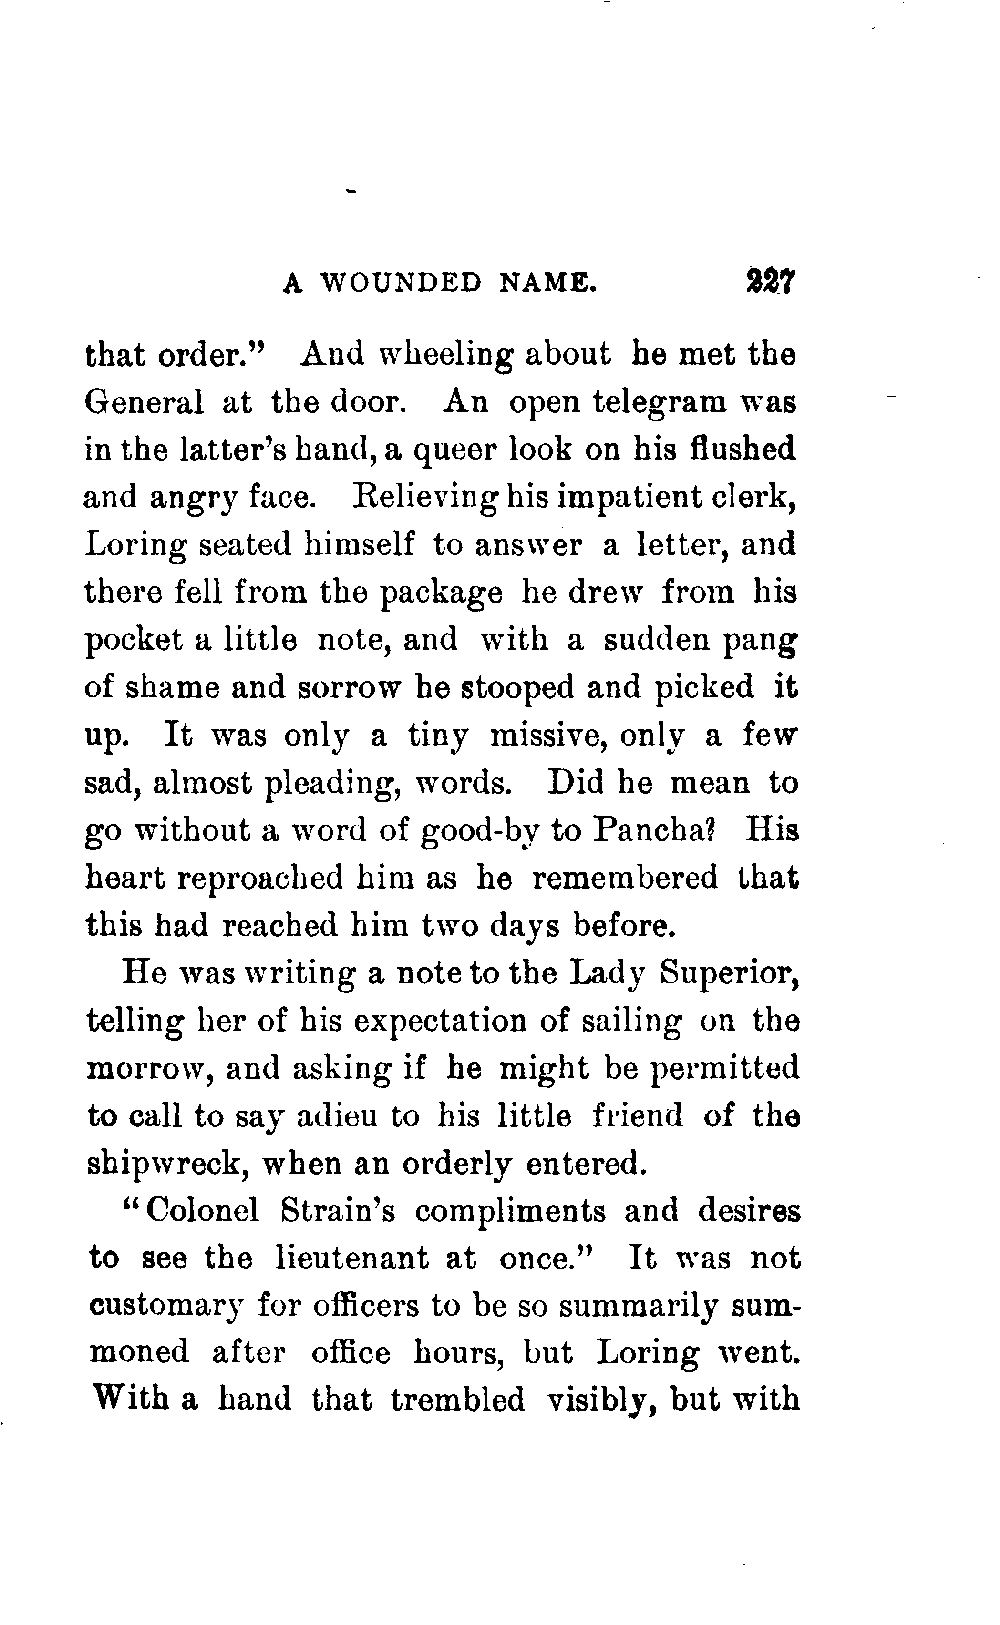 A WOUNDED NAME. 227
that order." And wheeling about he met the
General at the door. An open telegram was
in the latter's hand, a queer look on his flushed
and angry face. Relieving his impatient clerk,
Loring seated himself to answer a letter, and
there fell from the package he drew from his
pocket a little note, and with a sudden pang
of shame and sorrow he stooped and picked it
up. It was only a tiny missive, only a few
sad, almost pleading, words. Did he mean to
go without a word of good-by to Pancha? His
heart reproached him as he remembered that
this had reached him two days before.
He was writing a note to the Lady Superior,
telling her of his expectation of sailing on the
morrow, and asking if he might be permitted
to call to say adieu to his little friend of the
shipwreck, when an orderly entered.
"Colonel Strain's compliments and desires
to see the lieutenant at once." It was not
customary for officers to be so summarily sum-
moned after office hours, but Loring went.
With a hand that trembled visibly, but with